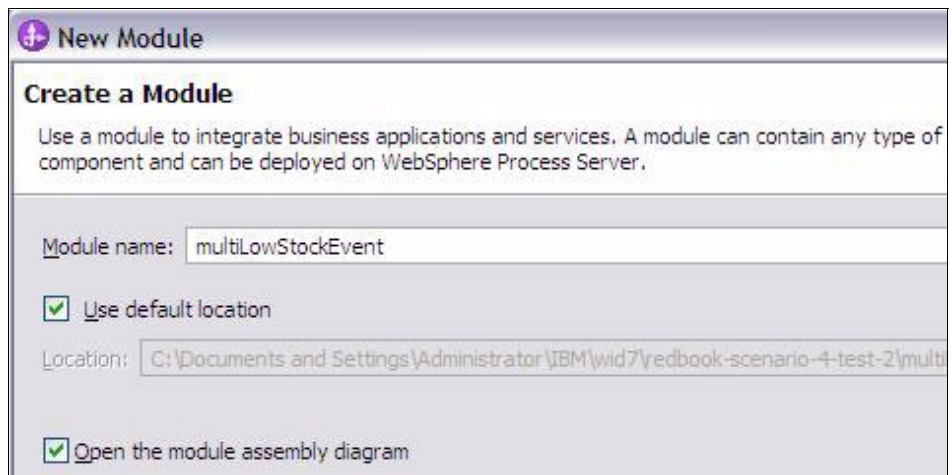 New Module
Create a Module
Use a module to integrate business applications and services. A module can contain any type of
component and can be deployed on WebSphere Process Server.
Module name: multiLowStockEvent
Use default location
Location: C:\Documents and Settings\Administrator\IBM\wid7\redbook-scenario-4-test-2\multi
Open the module assembly diagram